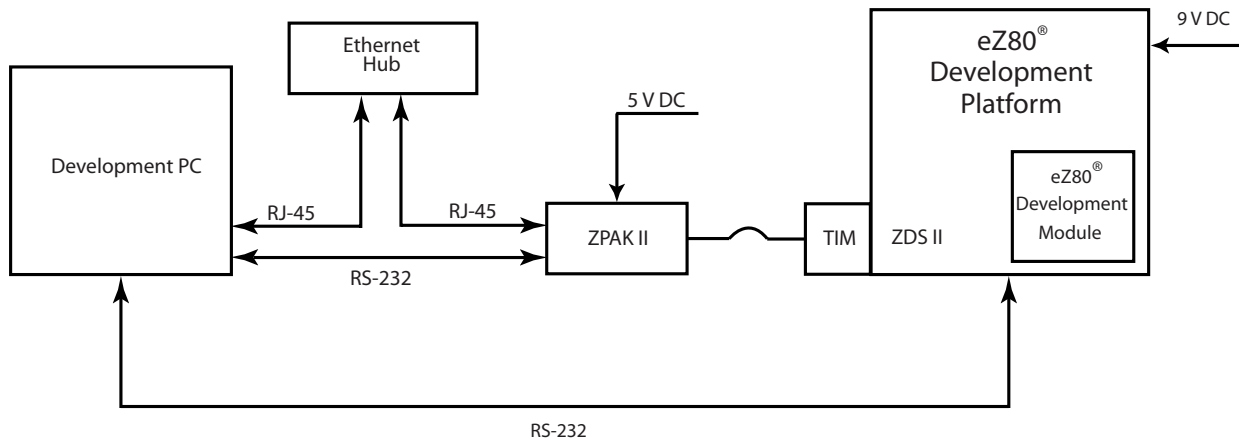 Ethernet
Hub
Development PC
RJ-45
RJ-45
RS-232
5 V DC
ZPAK II
TIM
ZDS II
eZ80®
Development
Platform
eZ80®
Development
Module
9 V DC
RS-232